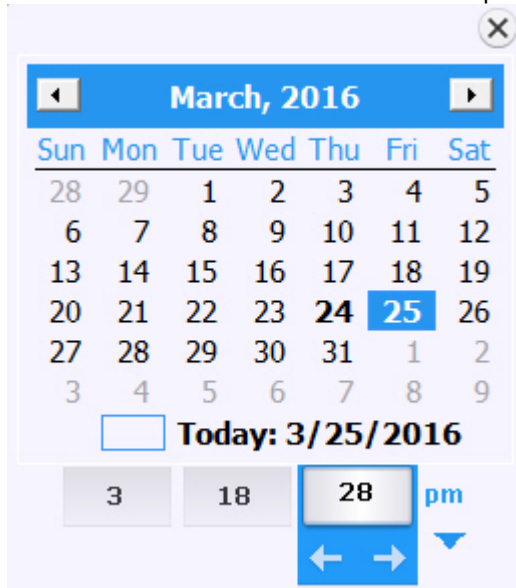 March, 2016
Sun Mon Tue Wed Thu Fri Sat
28 29 1 2 3 4 5
6 7 8 9 10 11 12
13 14 15 16 17 18 19
20 21 22 23 24 25 26
27 28 29 30 31 1 2
3 4 5 6 7 8 9
Today: 3/25/2016
3 18 28 pm